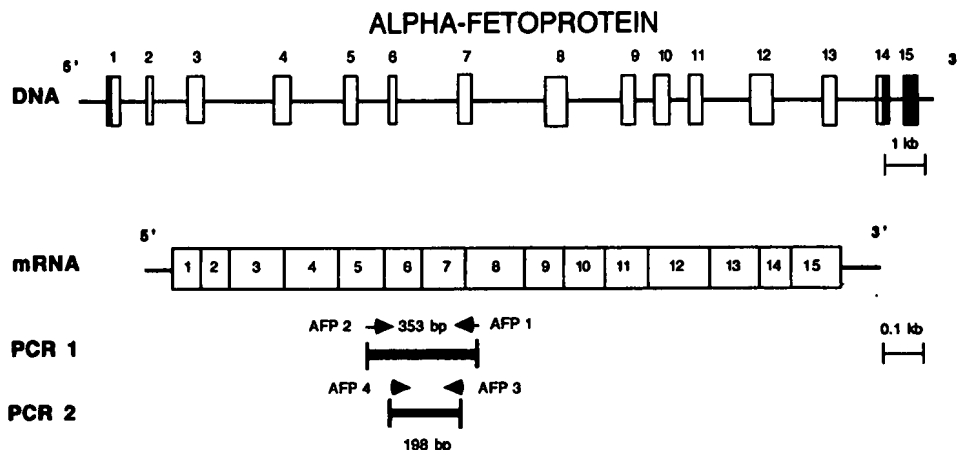 ALPHA-FETOPROTEIN
1 2 3 4 5 6 7 8 9 10 11 12 13 14 15
5' 3
DNA
1 kb
5' 3'
mRNA 1 2 3 4 5 6 7 8 9 10 11 12 13 14 15
AFP 2 353 bp AFP 1 0.1 kb
PCR 1
AFP 4 AFP 3
PCR 2
198 bp